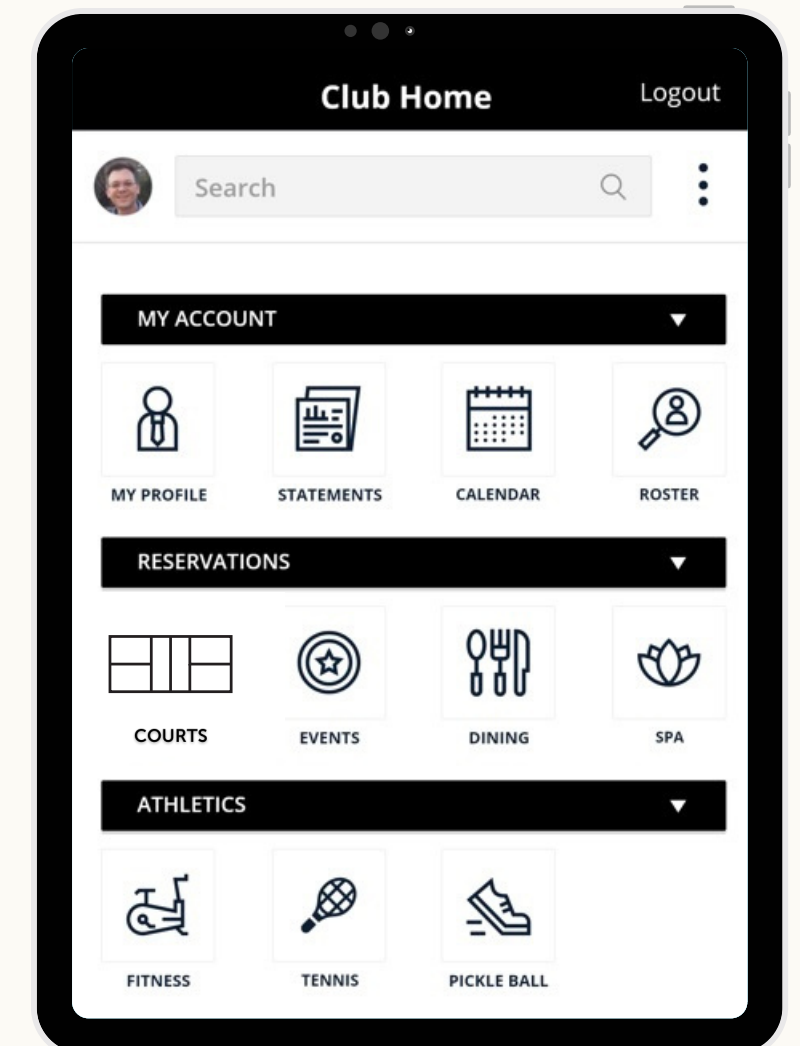 Club Home
Logout
Search
MY ACCOUNT
MY PROFILE
STATEMENTS
CALENDAR
ROSTER
RESERVATIONS
COURTS
EVENTS
DINING
SPA
ATHLETICS
FITNESS
TENNIS
PICKLE BALL